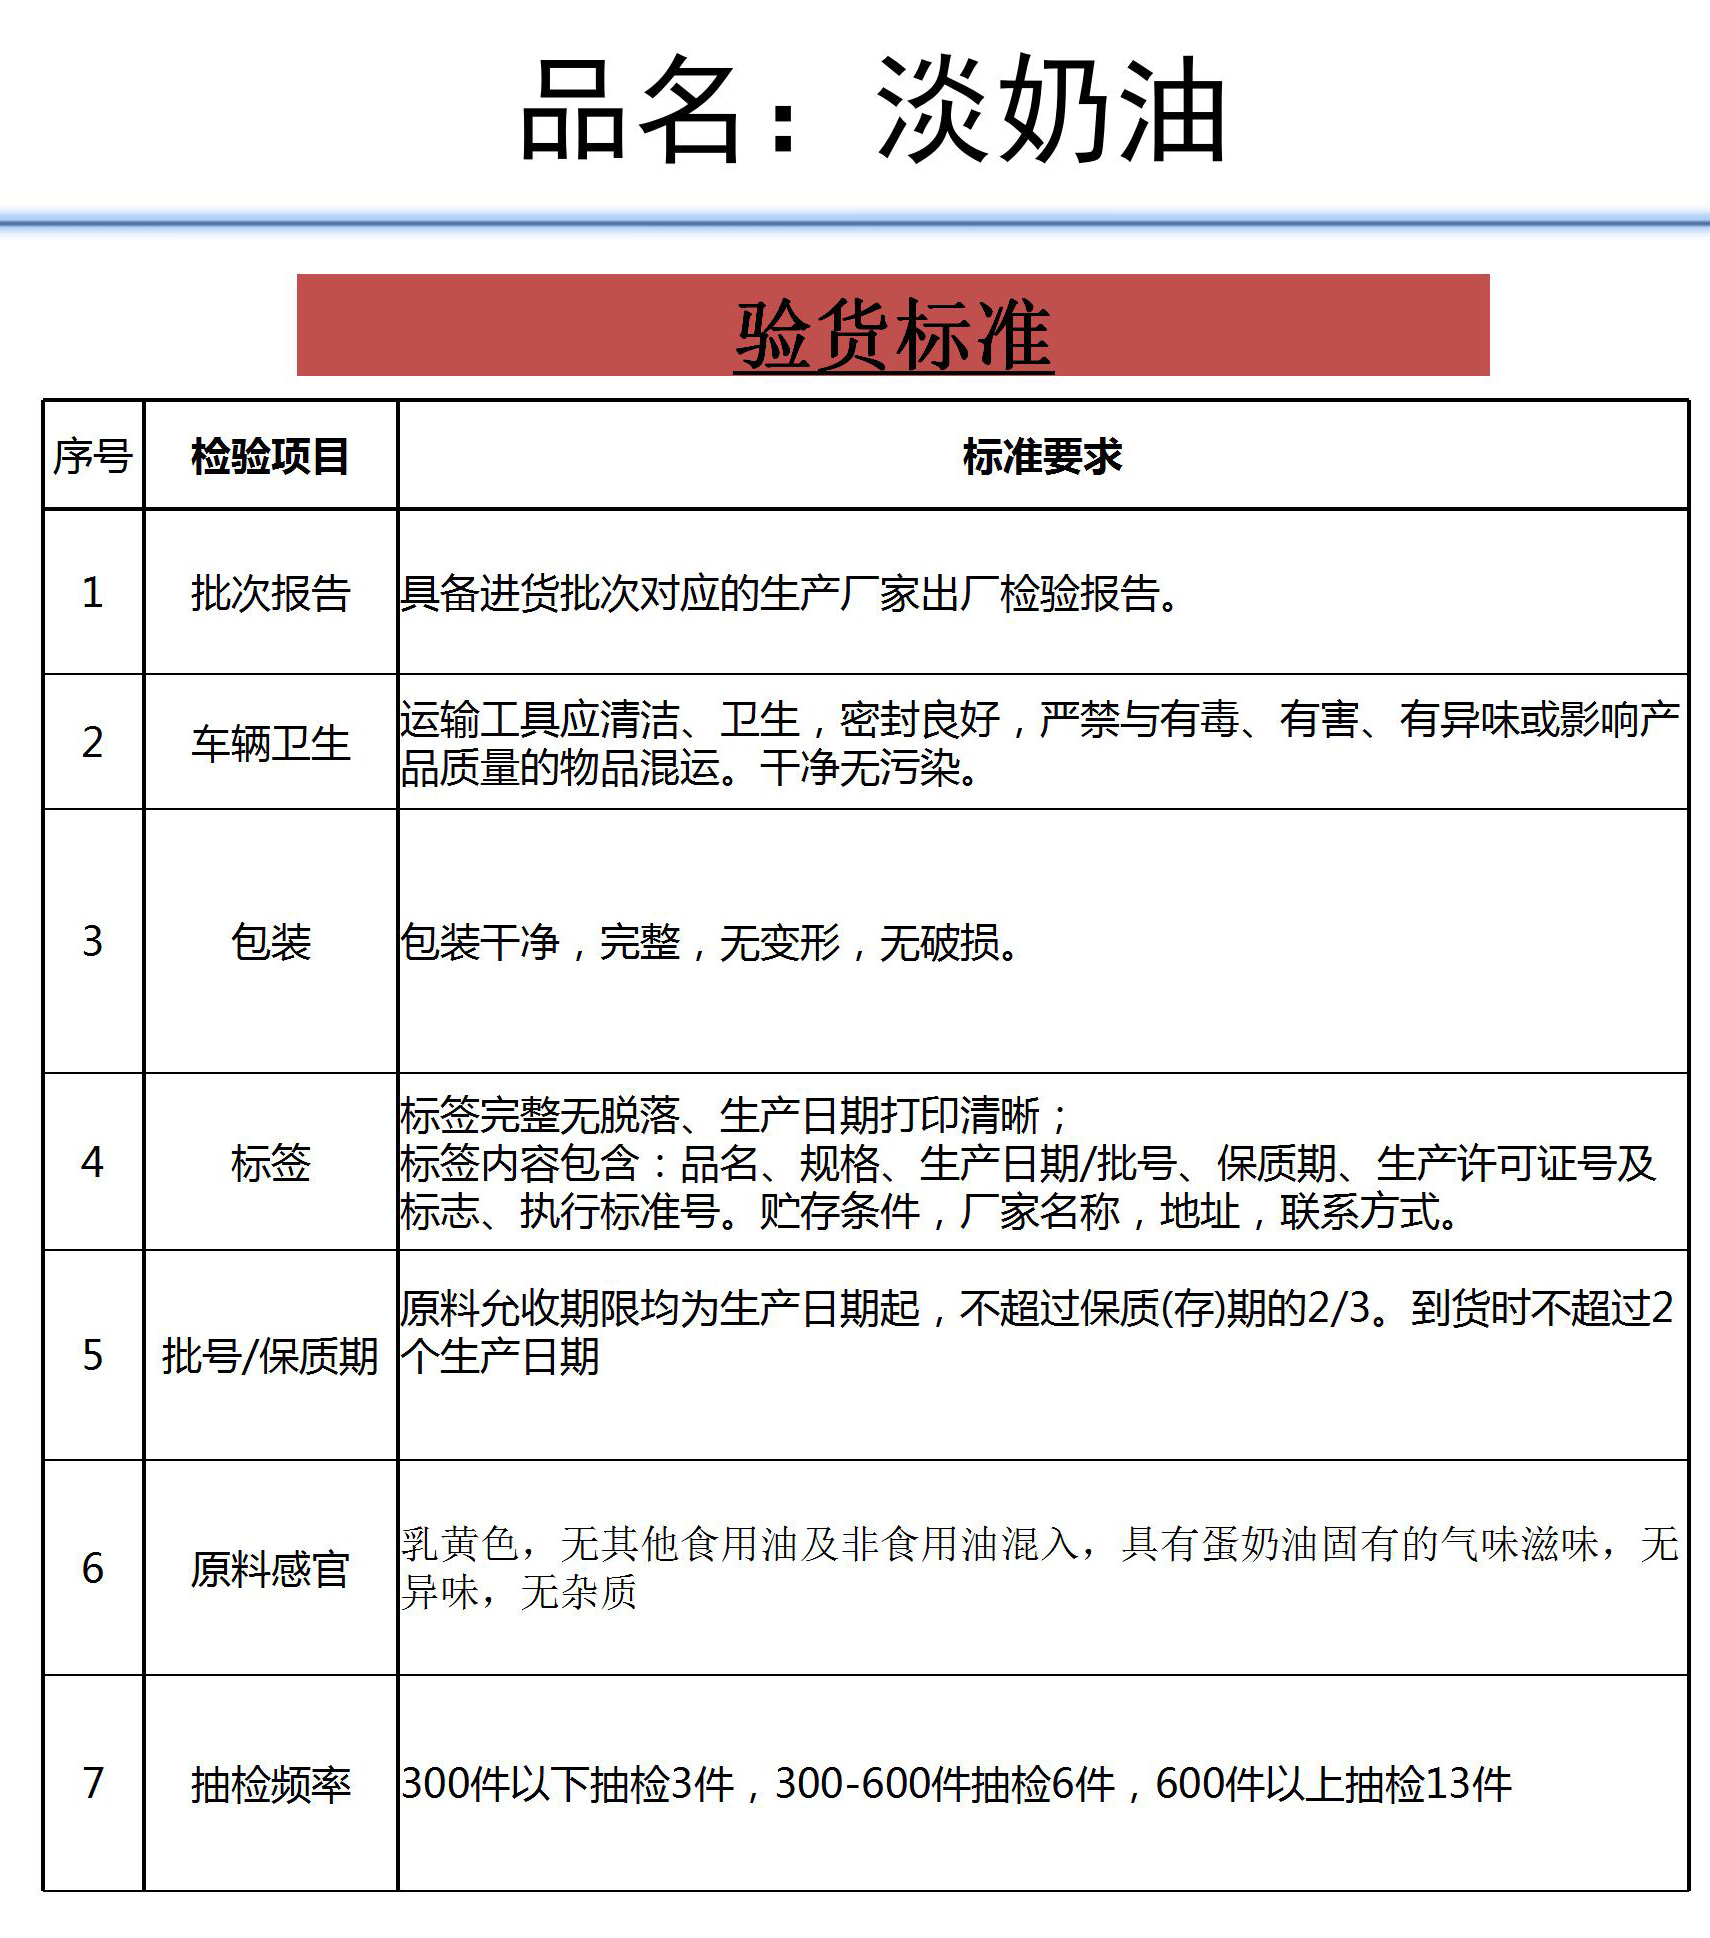 品名：淡奶油
验货标准
序号 检验项目 标准要求
1 批次报告 具备进货批次对应的生产厂家出厂检验报告。
2 车辆卫生 运输工具应清洁、卫生，密封良好，严禁与有毒、有害、有异味或影响产
品质量的物品混运。干净无污染。
3 包装 包装干净，完整，无变形，无破损。
4 标签 标签完整无脱落、生产日期打印清晰；
标签内容包含：品名、规格、生产日期/批号、保质期、生产许可证号及
标志、执行标准号。贮存条件，厂家名称，地址，联系方式。
5 批号/保质期 原料允收期限均为生产日期起，不超过保质(存)期的2/3。到货时不超过2
个生产日期
6 原料感官 乳黄色，无其他食用油及非食用油混入，具有蛋奶油固有的气味滋味，无
异味，无杂质
7 抽检频率 300件以下抽检3件，300-600件抽检6件，600件以上抽检13件